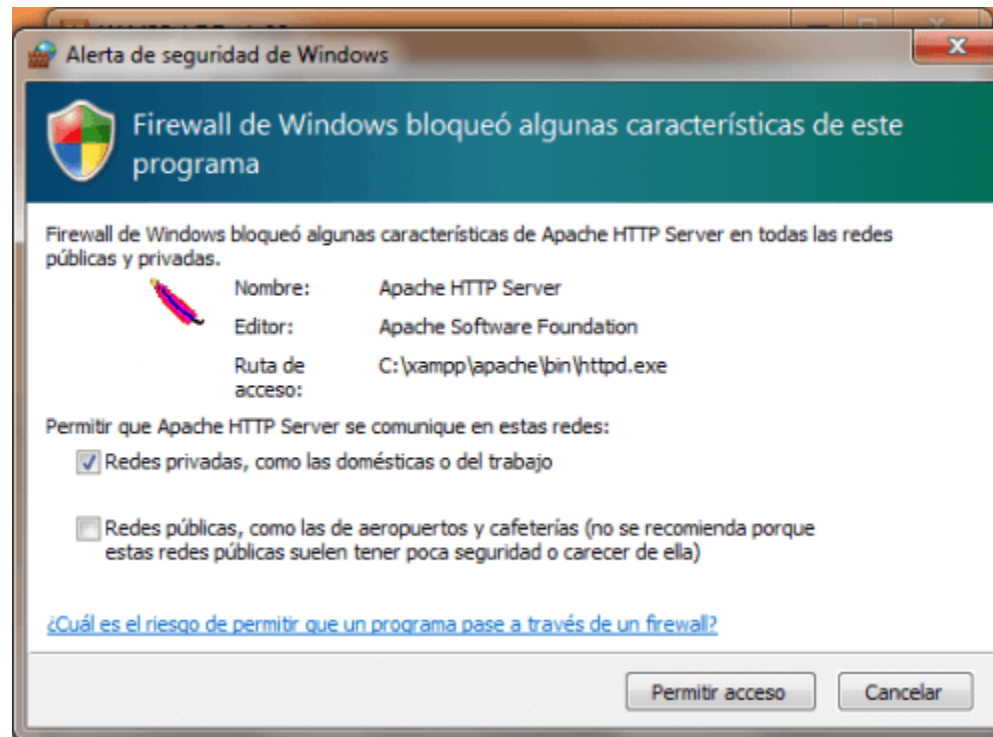 Alerta de seguridad de Windows
Firewall de Windows bloqueó algunas características de este
programa
Firewall de Windows bloqueó algunas características de Apache HTTP Server en todas las redes
públicas y privadas.
Nombre: Apache HTTP Server
Editor: Apache Software Foundation
Ruta de acceso: C:\xampp\apache\bin\httpd.exe
Permitir que Apache HTTP Server se comunique en estas redes:
Redes privadas, como las domésticas o del trabajo
Redes públicas, como las de aeropuertos y cafeterías (no se recomienda porque
estas redes públicas suelen tener poca seguridad o carecer de ella)
¿Cuál es el riesgo de permitir que un programa pase a través de un firewall?
Permitir acceso Cancelar